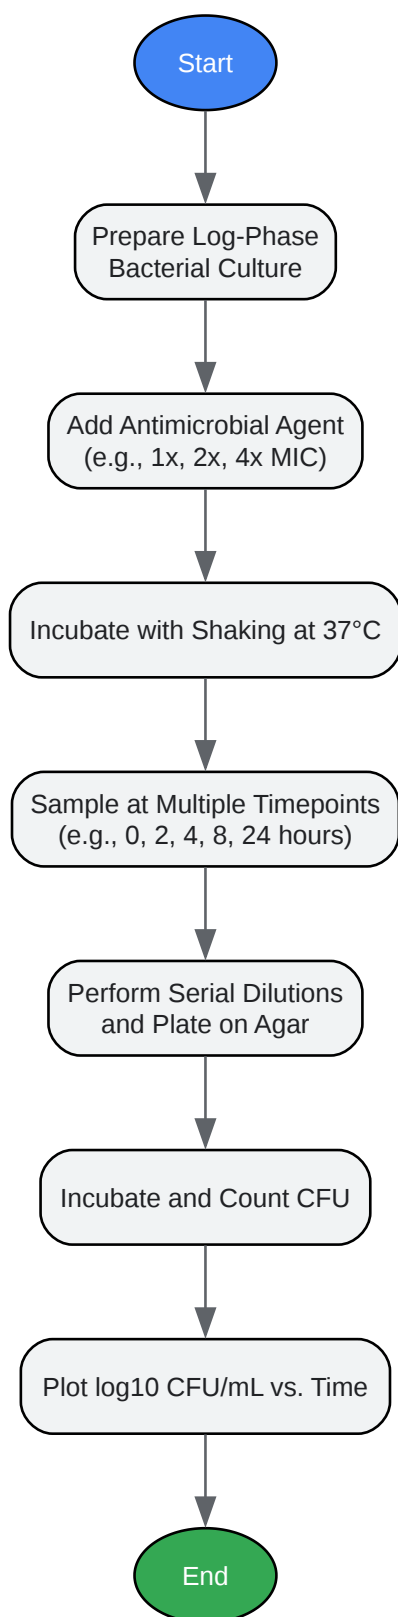 Start
Prepare Log-Phase
Bacterial Culture
Add Antimicrobial Agent
(e.g., 1x, 2x, 4x MIC)
Incubate with Shaking at 37°C
Sample at Multiple Timepoints
(e.g., 0, 2, 4, 8, 24 hours)
Perform Serial Dilutions
and Plate on Agar
Incubate and Count CFU
Plot log10 CFU/mL vs. Time
End